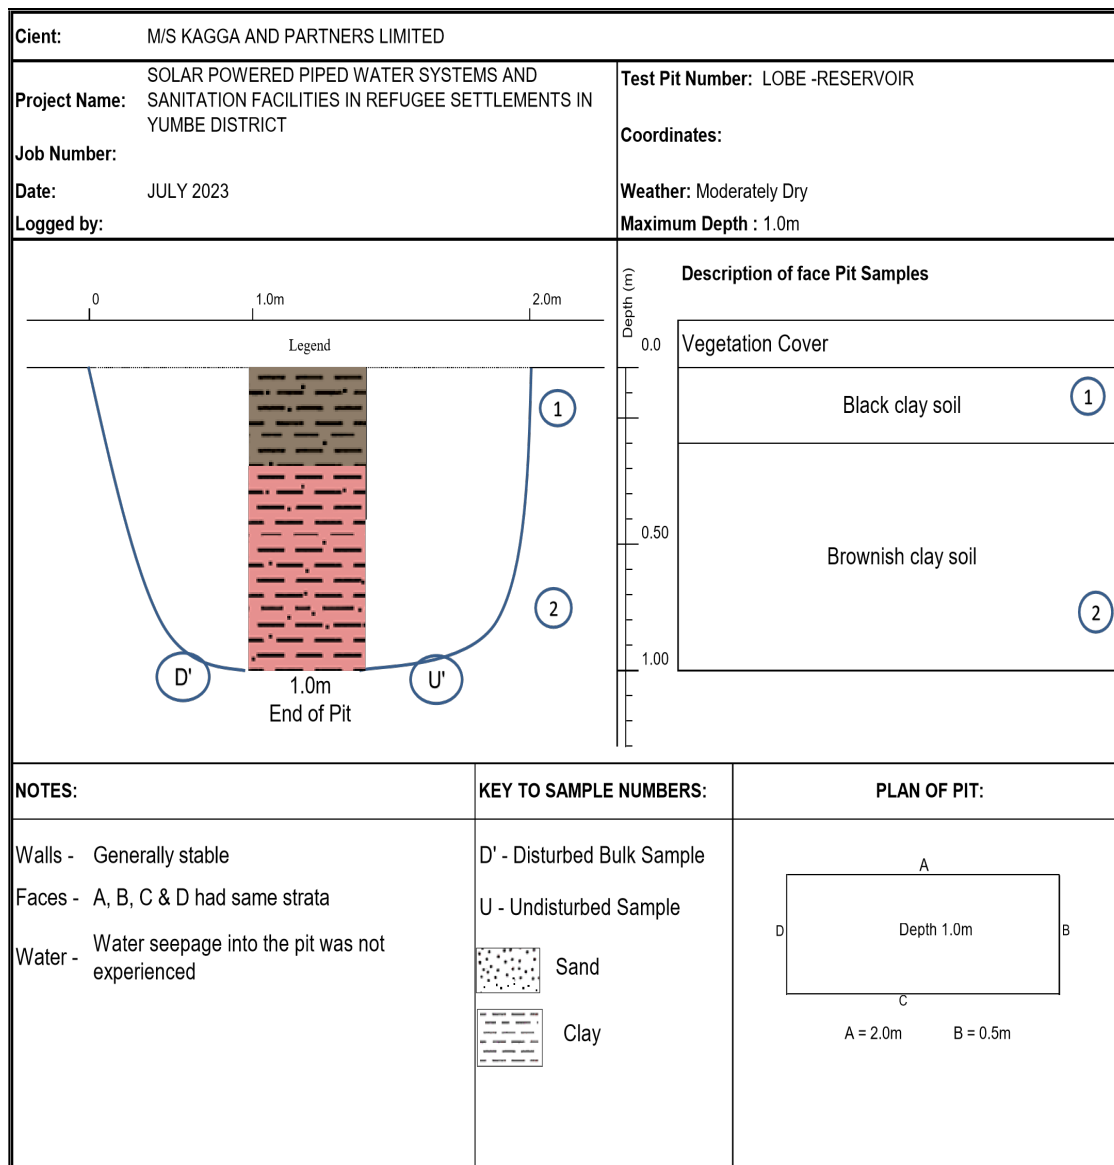 Cient: M/S KAGGA AND PARTNERS LIMITED
Project Name: SOLAR POWERED PIPED WATER SYSTEMS AND
SANITATION FACILITIES IN REFUGEE SETTLEMENTS IN
YUMBE DISTRICT
Job Number:
Date: JULY 2023
Logged by:
Test Pit Number: LOBE -RESERVOIR
Coordinates:
Weather: Moderately Dry
Maximum Depth : 1.0m
0 1.0m 2.0m
Legend
1
2
D'
U'
1.0m
End of Pit
Depth (m)
0.0
0.50
1.00
Description of face Pit Samples
Vegetation Cover
Black clay soil 1
Brownish clay soil
2
NOTES:
Walls - Generally stable
Faces - A, B, C & D had same strata
Water - Water seepage into the pit was not
experienced
KEY TO SAMPLE NUMBERS:
D' - Disturbed Bulk Sample
U - Undisturbed Sample
Sand
Clay
PLAN OF PIT:
A
D Depth 1.0m B
C
A = 2.0m B = 0.5m